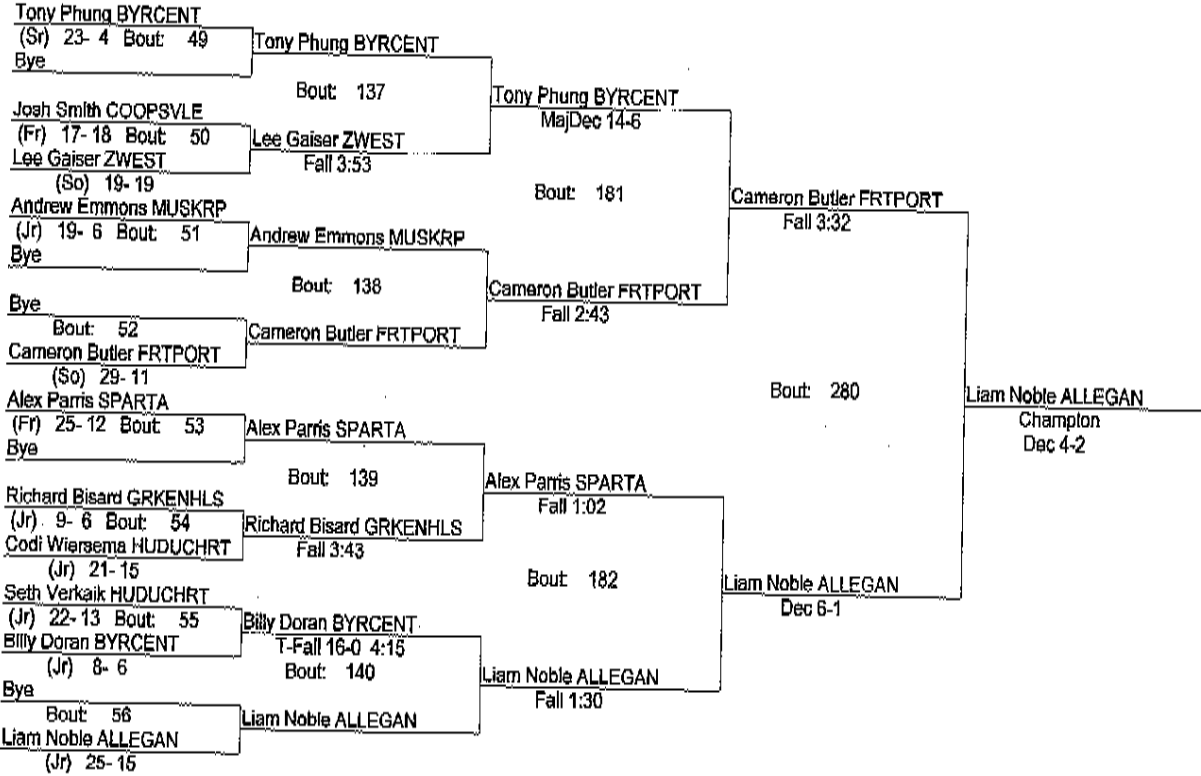 Tony Phung BYRCENT
(Sr) 23- 4 Bout: 49
Bye
Tony Phung BYRCENT
Bout: 137
Josh Smith COOPSVLE
(Fr) 17- 18 Bout: 50
Lee Gaiser ZWEST
(So) 19- 19
Lee Gaiser ZWEST
Fall 3:53
Tony Phung BYRCENT
MajDec 14-6
Bout: 181
Andrew Emmons MUSKRP
(Jr) 19- 6 Bout: 51
Bye
Andrew Emmons MUSKRP
Bout: 138
Bye
Bout: 52
Cameron Butler FRTPORT
(So) 29- 11
Cameron Butler FRTPORT
Cameron Butler FRTPORT
Fall 2:43
Cameron Butler FRTPORT
Fall 3:32
Bout: 280
Alex Parris SPARTA
(Fr) 25- 12 Bout: 53
Bye
Alex Parris SPARTA
Bout: 139
Richard Bisard GRKENHLS
(Jr) 9- 6 Bout: 54
Codi Wiersema HUDUCHRT
(Jr) 21- 15
Richard Bisard GRKENHLS
Fall 3:43
Alex Parris SPARTA
Fall 1:02
Bout: 182
Seth Verkaik HUDUCHRT
(Jr) 22- 13 Bout: 55
Billy Doran BYRCENT
(Jr) 8- 6
Billy Doran BYRCENT
T-Fall 16-0 4:15
Bout: 140
Bye
Bout: 56
Liam Noble ALLEGAN
(Jr) 25- 15
Liam Noble ALLEGAN
Liam Noble ALLEGAN
Fall 1:30
Liam Noble ALLEGAN
Dec 6-1
Liam Noble ALLEGAN
Champion
Dec 4-2